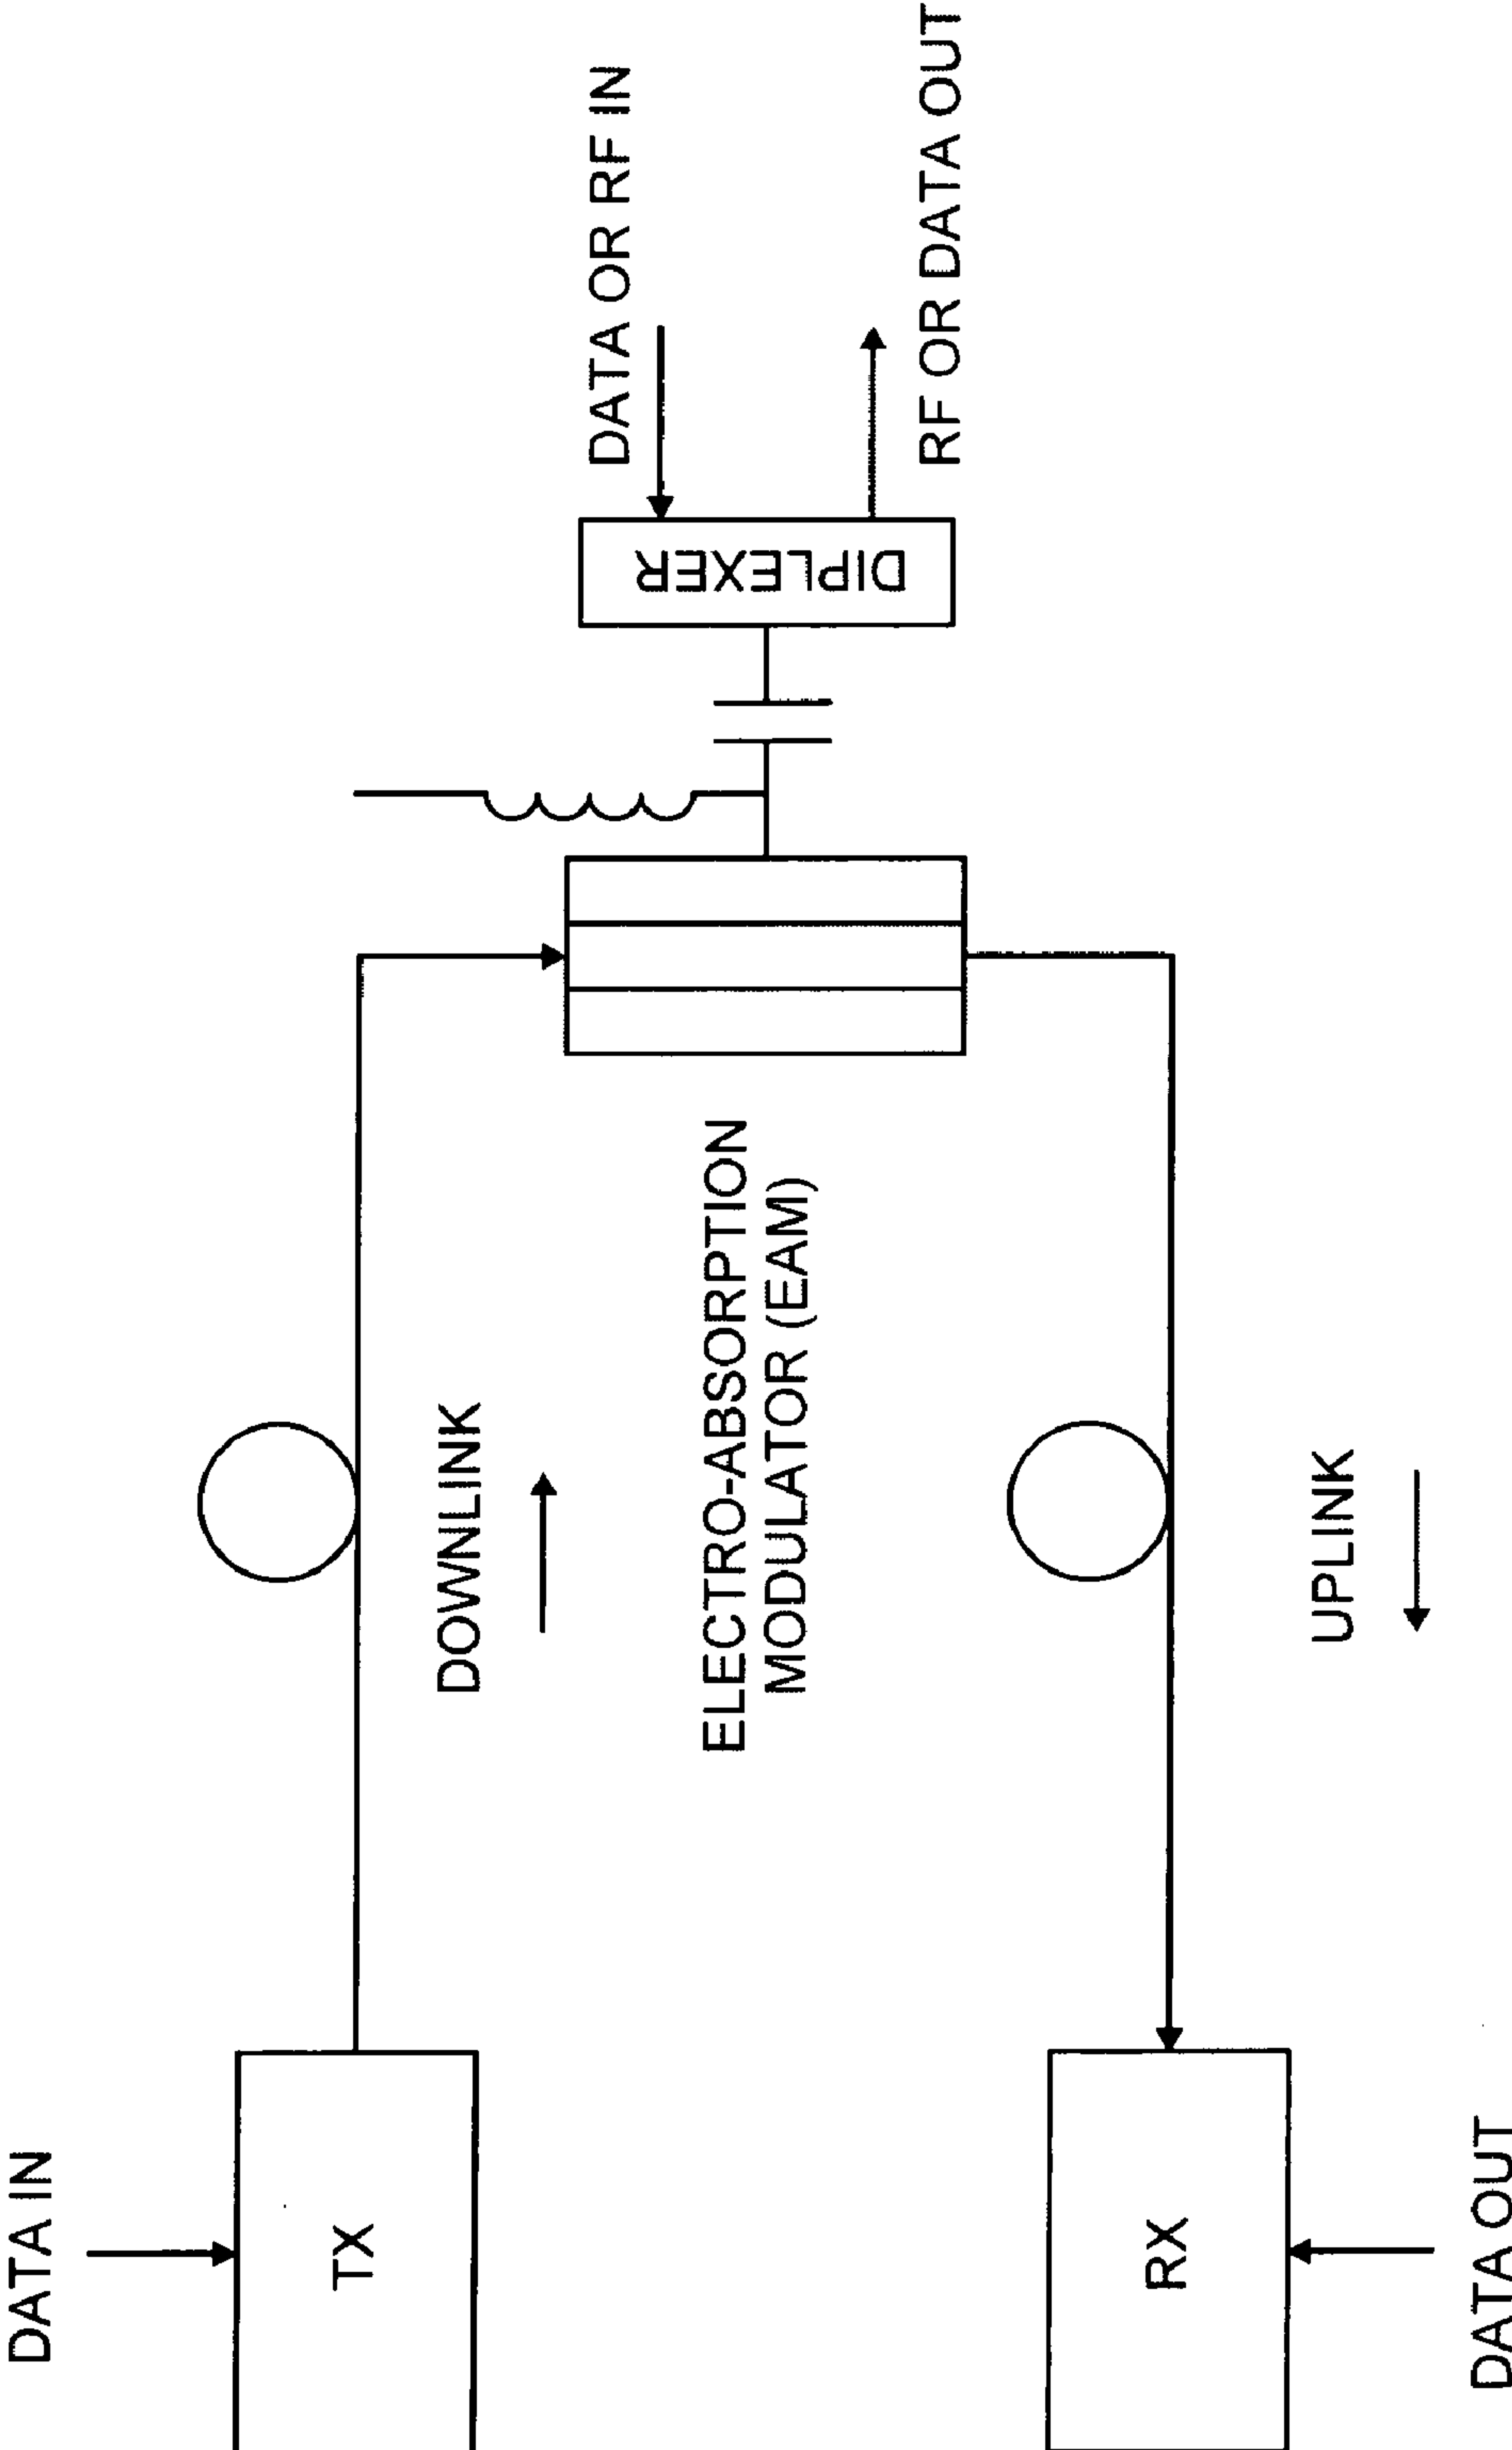 DATA IN
TX
DOWNLINK
ELECTRO-ABSORPTION
MODULATOR (EAM)
DIPLEXER
DATA OR RF IN
RF OR DATA OUT
UPLINK
RX
DATA OUT